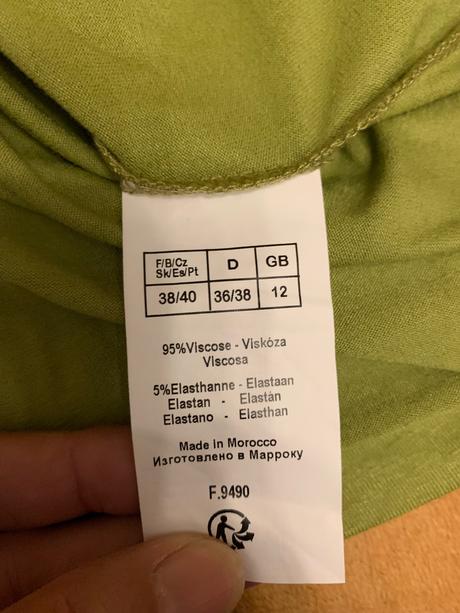 F/B/Cz
Sk/Es/Pt D GB
38/40 36/38 12
95%Viscose - Viskóza
Viscosa
5%Elasthanne - Elastaan
Elastan - Elastán
Elastano - Elasthan
Made in Morocco
Изготовлено в Марроку
F.9490